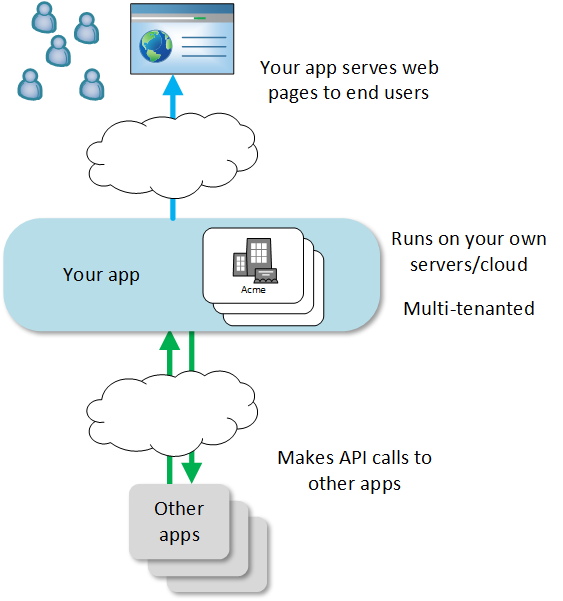 Your app serves web
pages to end users
Runs on your own
servers/cloud
Your app
Acme
Multi-tenanted
Makes API calls to
other apps
Other
apps